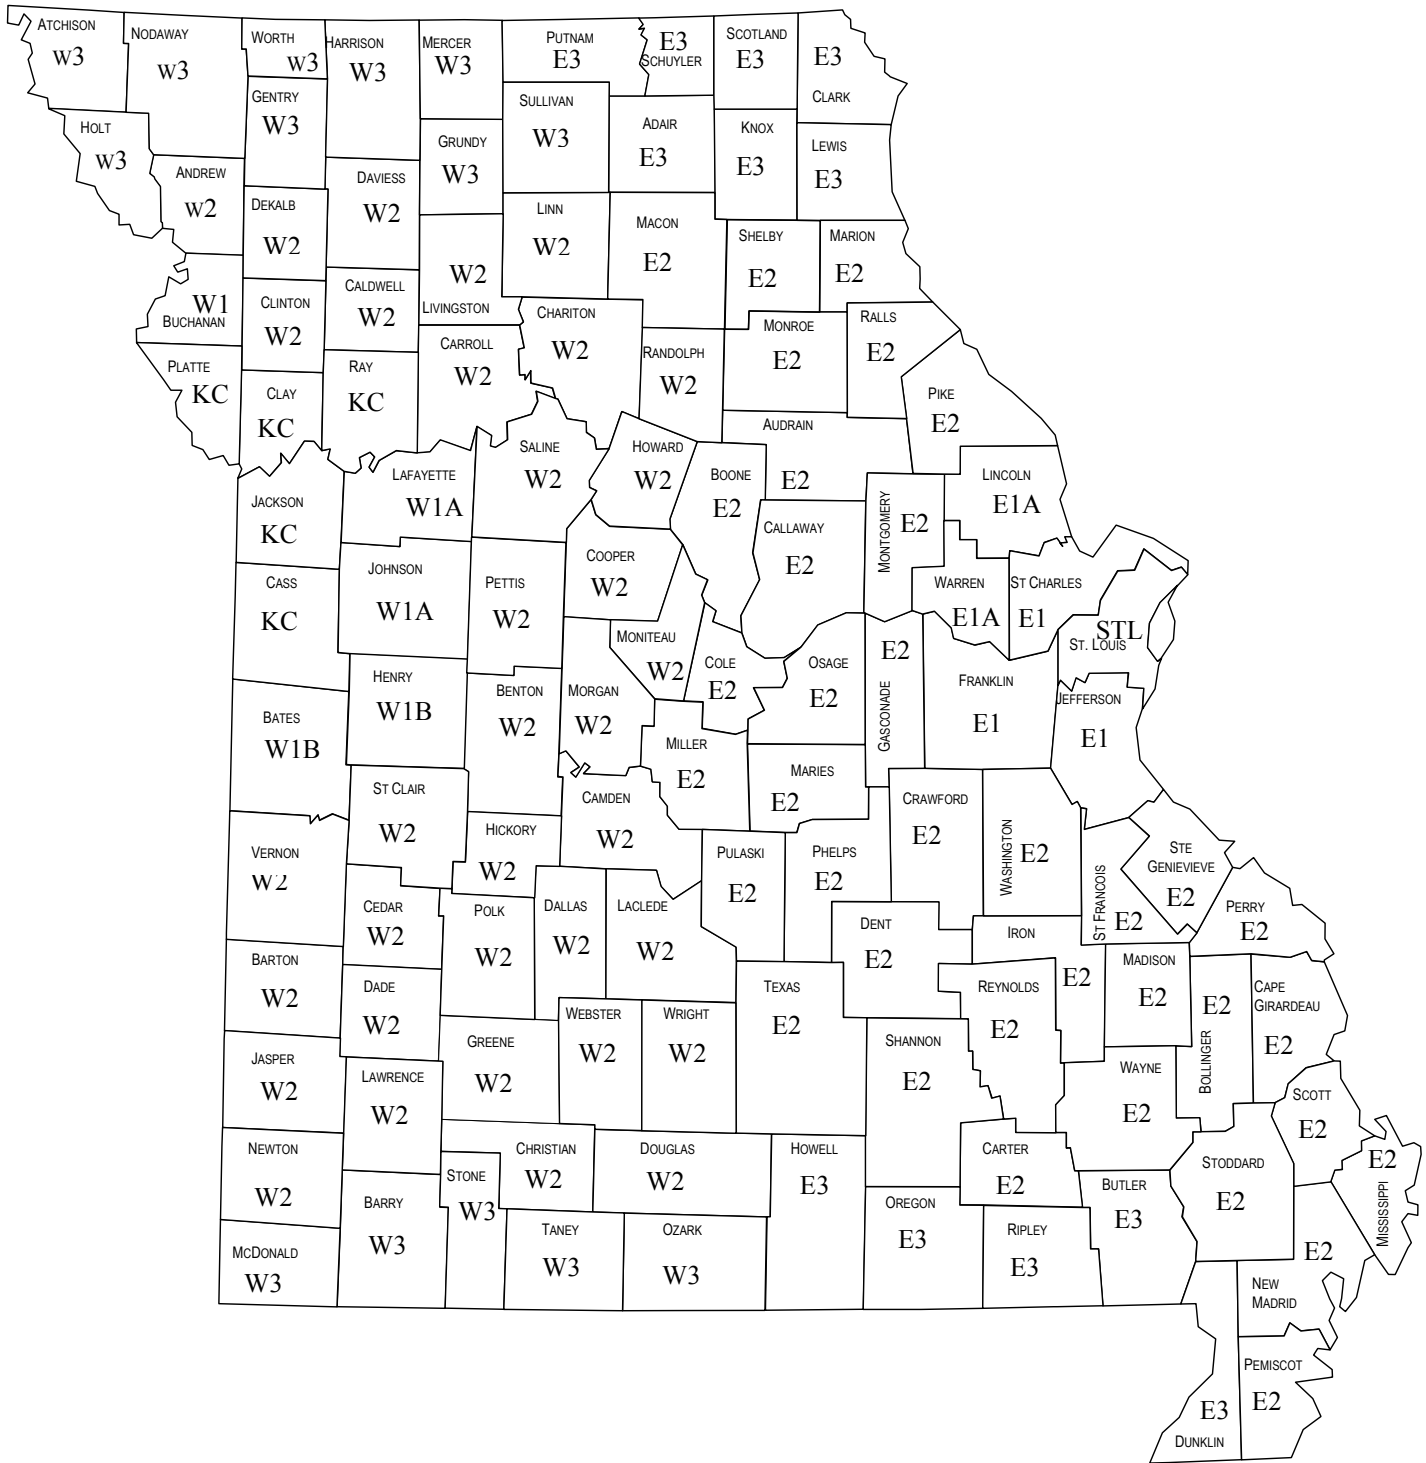 ATCHISON
w3
NODAWAY
w3
WORTH
w3
HARRISON
W3
MERCER
W3
PUTNAM
E3
E3
SCHUYLER
SCOTLAND
E3
E3
CLARK
HOLT
w3
GENTRY
W3
SULLIVAN
W3
GRUNDY
W3
ADAIR
E3
KNOX
E3
LEWIS
E3
ANDREW
w2
DEKALB
W2
DAVIESS
W2
LINN
W2
MACON
E2
SHELBY
E2
MARION
E2
W1
BUCHANAN
CLINTON
W2
CALDWELL
W2
W2
LIVINGSTON
CHARITON
W2
MONROE
E2
RALLS
E2
PLATTE
KC
CLAY
KC
RAY
KC
CARROLL
W2
RANDOLPH
W2
PIKE
E2
AUDRAIN
E2
SALINE
W2
HOWARD
W2
BOONE
E2
LAFAYETTE
W1A
LINCOLN
E1A
JACKSON
KC
MONTGOMERY
E2
CALLAWAY
E2
COOPER
W2
CASS
KC
JOHNSON
W1A
PETTIS
W2
WARREN
E1A
ST CHARLES
E1
STL
ST. LOUIS
MONITEAU
W2
COLE
E2
OSAGE
E2
E2
GASCONADE
FRANKLIN
E1
JEFFERSON
E1
HENRY
W1B
BENTON
W2
MORGAN
W2
BATES
W1B
MILLER
E2
MARIES
E2
ST CLAIR
W2
CAMDEN
W2
CRAWFORD
E2
WASHINGTON
E2
HICKORY
W2
VERNON
W2
PULASKI
E2
PHELPS
E2
ST FRANCOIS
E2
STE
GENIEVIEVE
E2
PERRY
E2
CEDAR
W2
POLK
W2
DALLAS
W2
LACLEDE
W2
DENT
E2
IRON
E2
BARTON
W2
DADE
W2
TEXAS
E2
REYNOLDS
E2
MADISON
E2
E2
BOLLINGER
CAPE
GIRARDEAU
E2
WEBSTER
W2
WRIGHT
W2
GREENE
W2
SHANNON
E2
JASPER
W2
LAWRENCE
W2
WAYNE
E2
SCOTT
E2
NEWTON
W2
CHRISTIAN
W2
DOUGLAS
W2
HOWELL
E3
CARTER
E2
STODDARD
E2
E2
MISSISSIPPI
STONE
W3
BARRY
W3
BUTLER
E3
OREGON
E3
RIPLEY
E3
TANEY
W3
OZARK
W3
MCDONALD
W3
E2
NEW
MADRID
PEMISCOT
E2
E3
DUNKLIN